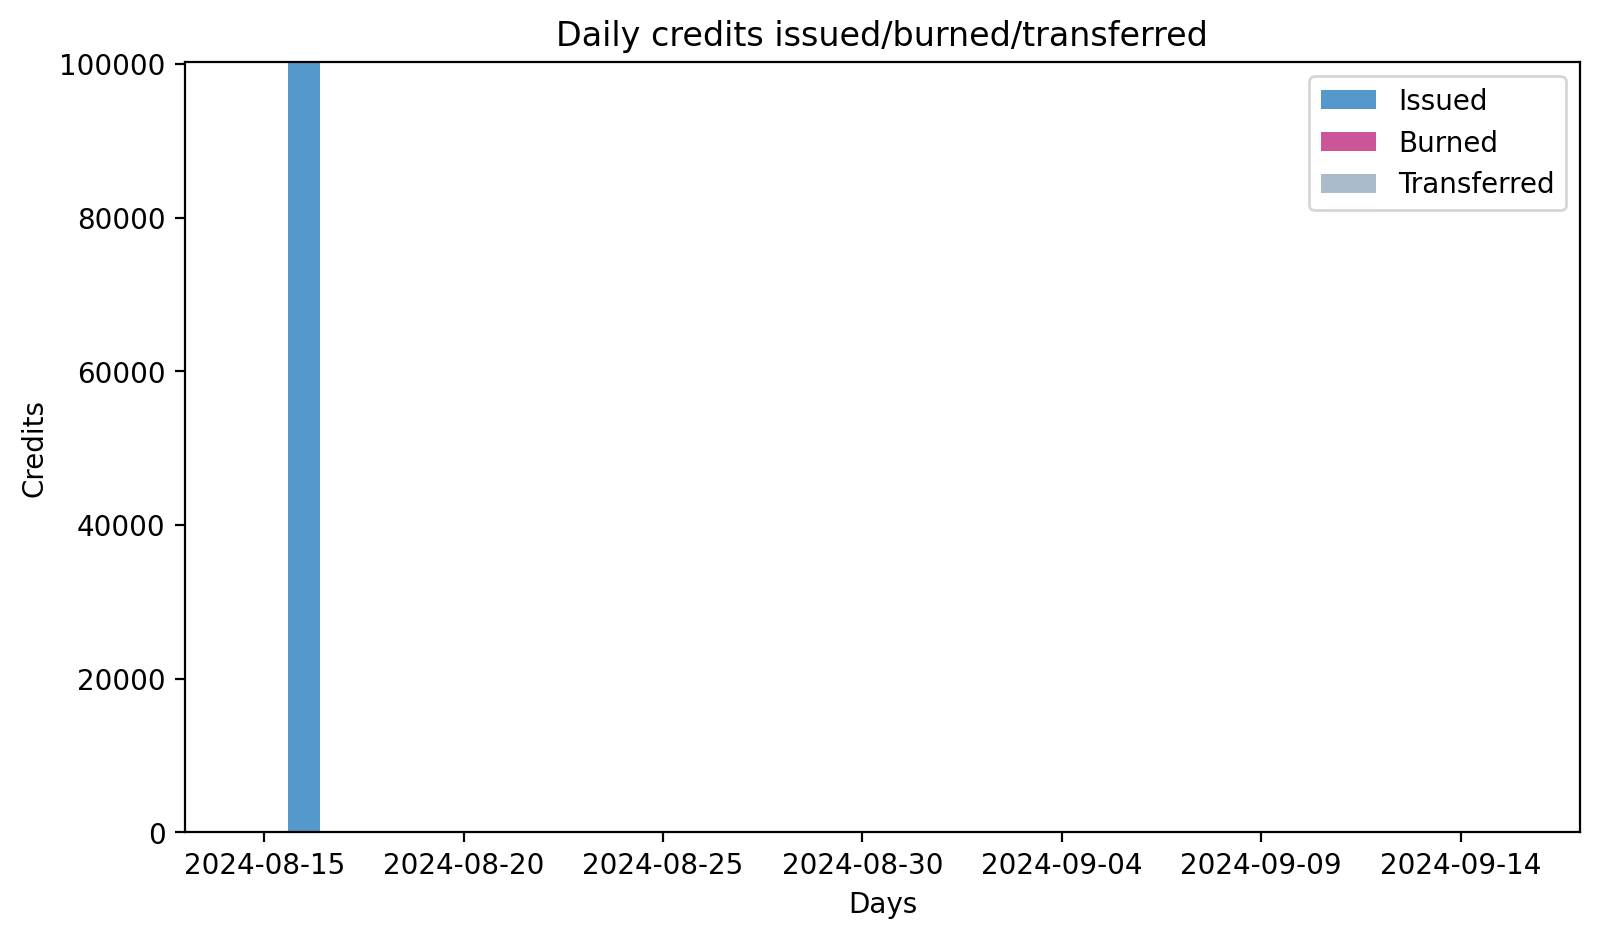 Daily credits issued/burned/transferred
100000
80000
60000
40000
20000
0
Credits
Issued
Burned
Transferred
2024-08-15 2024-08-20 2024-08-25 2024-08-30 2024-09-04 2024-09-09 2024-09-14
Days